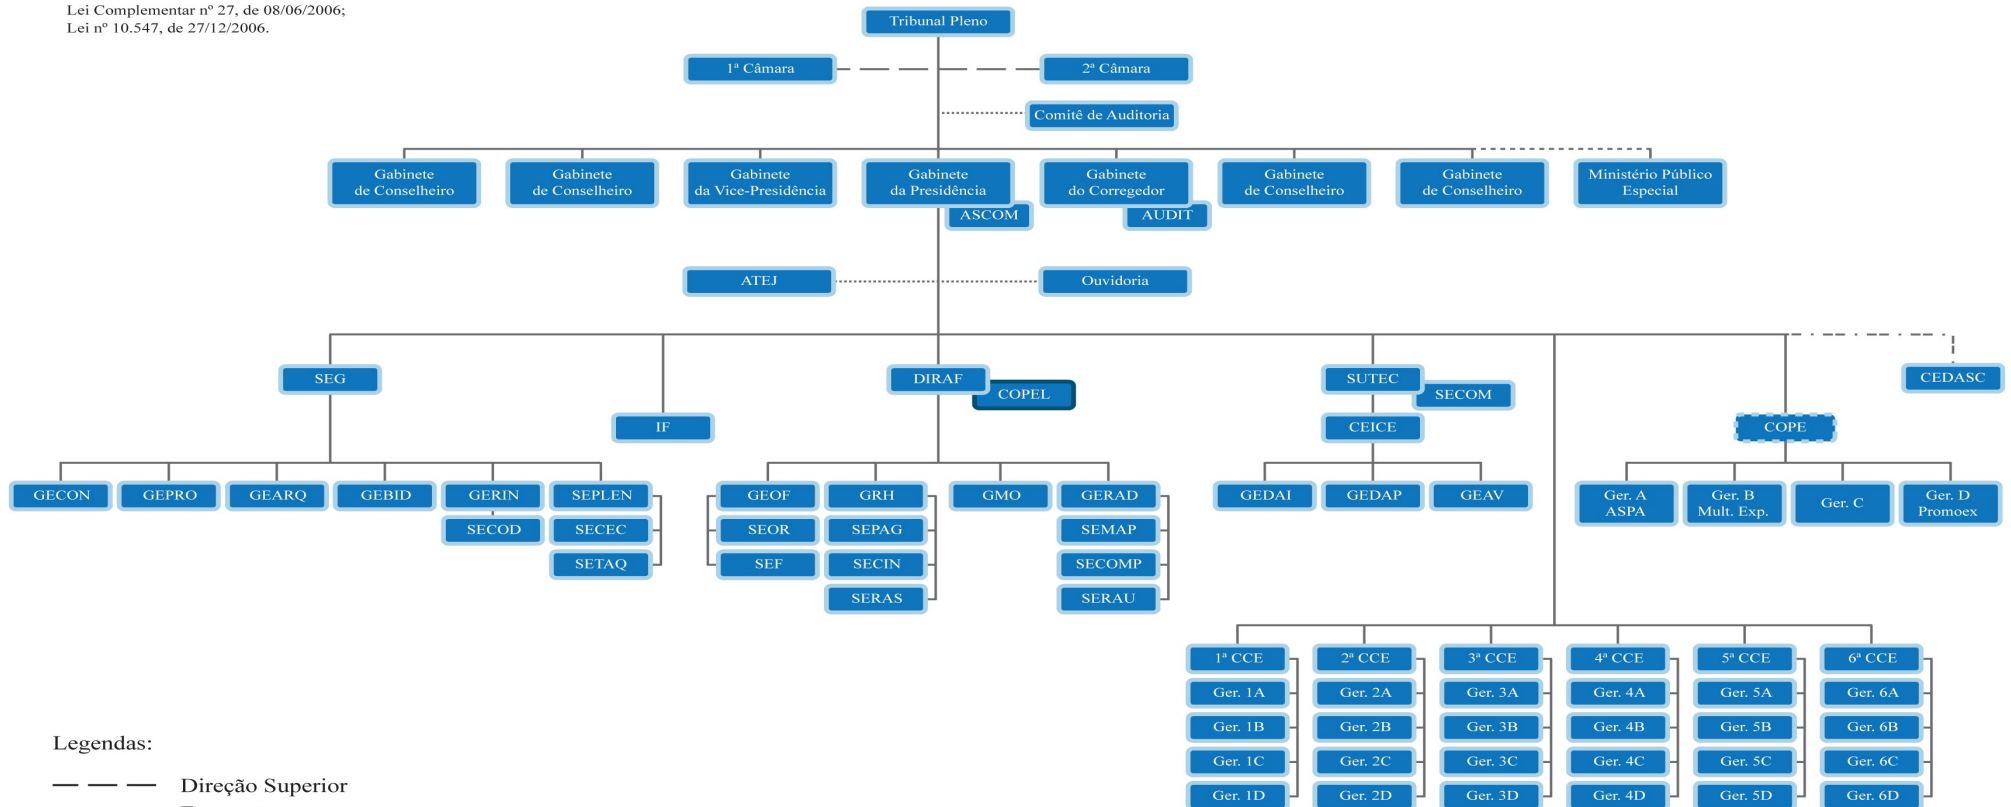 Lei Complementar nº 27, de 08/06/2006;
Lei nº 10.547, de 27/12/2006.
Tribunal Pleno
1ª Câmara
2ª Câmara
Comitê de Auditoria
Gabinete
de Conselheiro
Gabinete
de Conselheiro
Gabinete
da Vice-Presidência
Gabinete
da Presidência
Gabinete
do Corregedor
Gabinete
de Conselheiro
Gabinete
de Conselheiro
Ministério Público
Especial
ASCOM
AUDIT
ATEJ
Ouvidoria
SEG
DIRAF
COPEL
SUTEC
SECOM
CEDASC
IF
CEICE
COPE
GECON
GEPRO
GEARQ
GEBID
GERIN
SEPLEN
SECOD
SECEC
SETAQ
GEOF
GRH
GMO
GERAD
SEOR
SEPAG
SEMAP
SEF
SECIN
SECOMP
SERAS
SERAU
GEDAI
GEDAP
GEAV
Ger. A
ASPA
Ger. B
Mult. Exp.
Ger. C
Ger. D
Promoex
1ª CCE
2ª CCE
3ª CCE
4ª CCE
5ª CCE
6ª CCE
Ger. 1A
Ger. 2A
Ger. 3A
Ger. 4A
Ger. 5A
Ger. 6A
Ger. 1B
Ger. 2B
Ger. 3B
Ger. 4B
Ger. 5B
Ger. 6B
Ger. 1C
Ger. 2C
Ger. 3C
Ger. 4C
Ger. 5C
Ger. 6C
Ger. 1D
Ger. 2D
Ger. 3D
Ger. 4D
Ger. 5D
Ger. 6D
Legendas:
Direção Superior